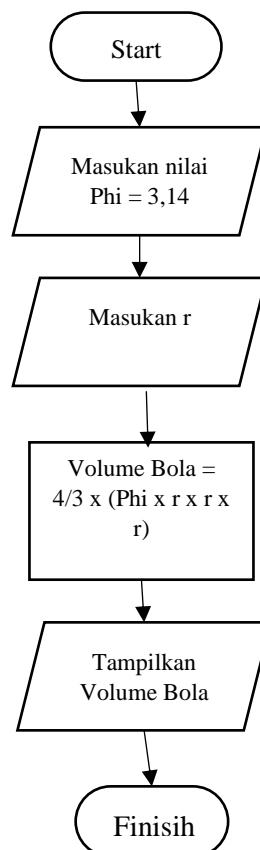 Start
Masukan nilai
Phi = 3,14
Masukan r
Volume Bola =
4/3 x (Phi x r x r x
r)
Tampilkan
Volume Bola
Finisih